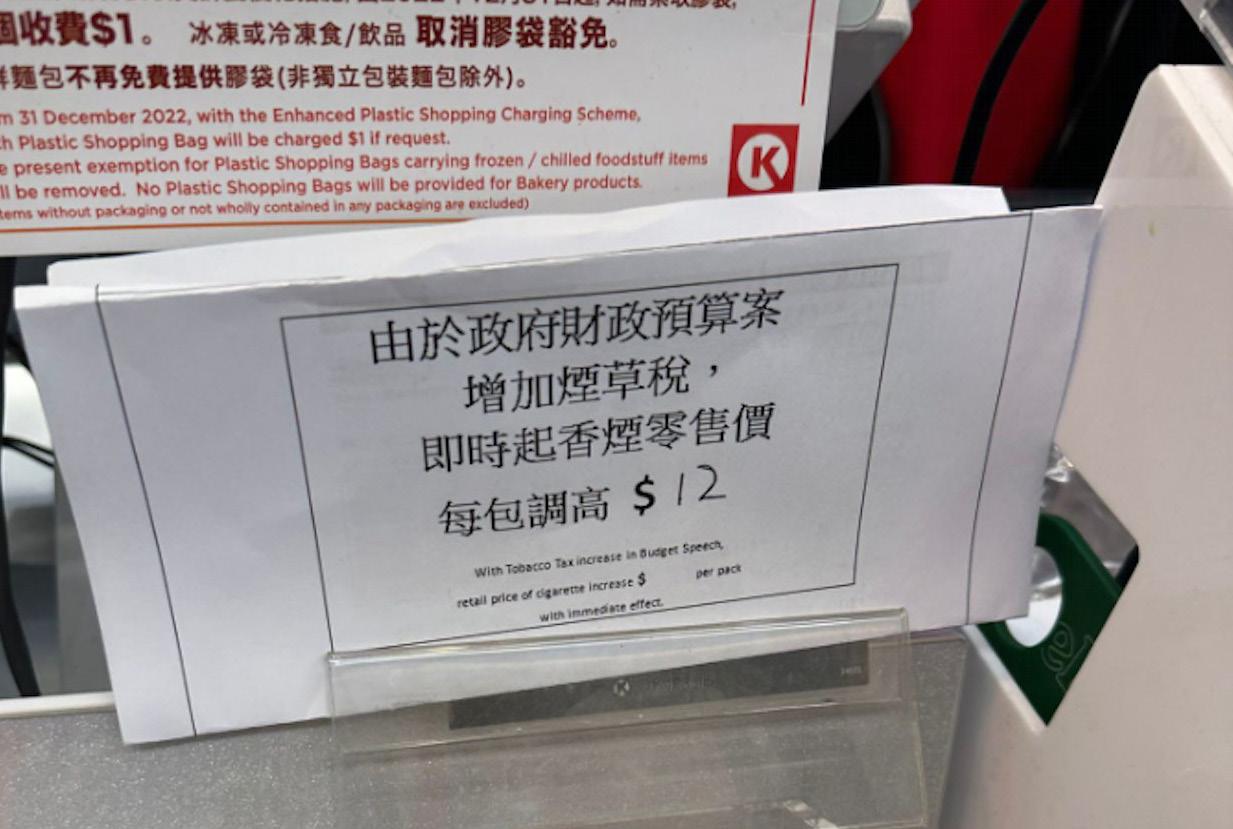 個收費$1。 冰凍或冷凍食/飲品 取消膠袋豁免。
麵包不再免費提供膠袋(非獨立包裝麵包除外)。
m 31 December 2022, with the Enhanced Plastic Shopping Charging Scheme,
h Plastic Shopping Bag will be charged $1 if request.
e present exemption for Plastic Shopping Bags carrying frozen / chilled foodstuff items
ll be removed. No Plastic Shopping Bags will be provided for Bakery products.
tems without packaging or not wholly contained in any packaging are excluded)
K
由於政府財政預算案
增加煙草稅，
即時起香煙零售價
每包調高 $12
With Tobacco Tax increase in Budget Speech,
retail price of cigarette increase $ per pack
with immediate effect.